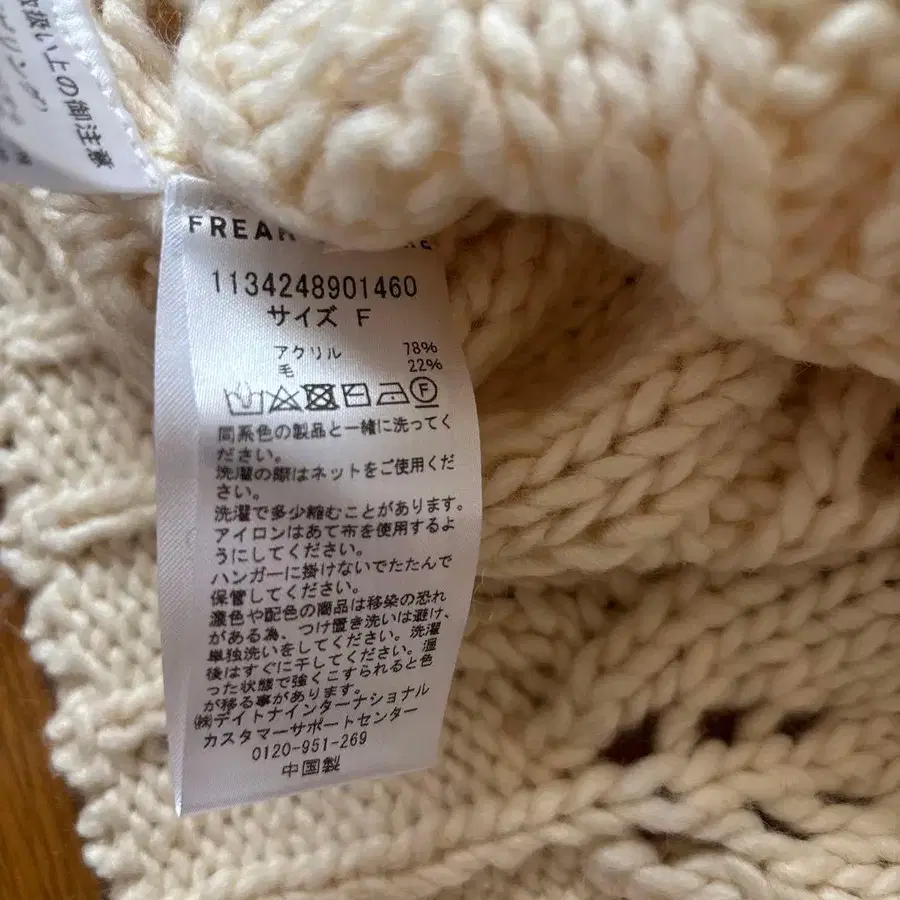 取扱い上の御注意
FREAK
1134248901460
サイズ F
アクリル 78%
毛 22%
F
同系色の製品と一緒に洗ってく
ださい。
洗濯の際はネットをご使用くだ
さい。
洗濯で多少縮むことがあります。
アイロンはあて布を使用するよ
うにしてください。
ハンガーに掛けないでたたんで
保管してください。
濃色や配色の商品は移染の恐れ
がある為、つけ置き洗いは避け、
単独洗いをしてください。洗濯
後はすぐに干してください。湿
った状態で強くこすられると色
が移る事があります。
㈱デイトナインターナショナル
カスタマーサポートセンター
0120-951-269
中国製